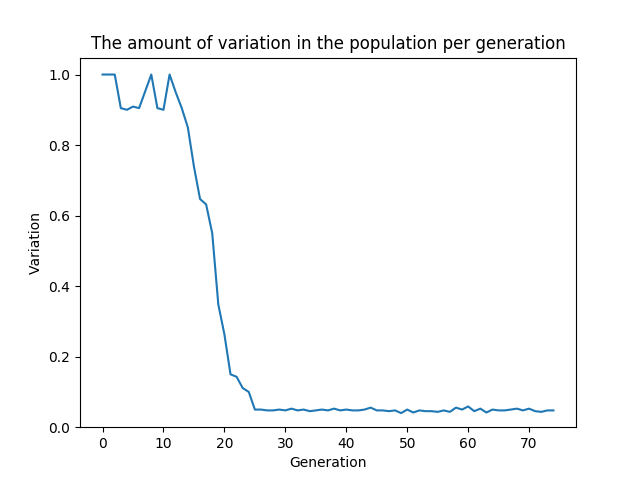 The amount of variation in the population per generation
1.0
0.8
0.6
0.4
0.2
0.0
Variation
0 10 20 30 40 50 60 70
Generation